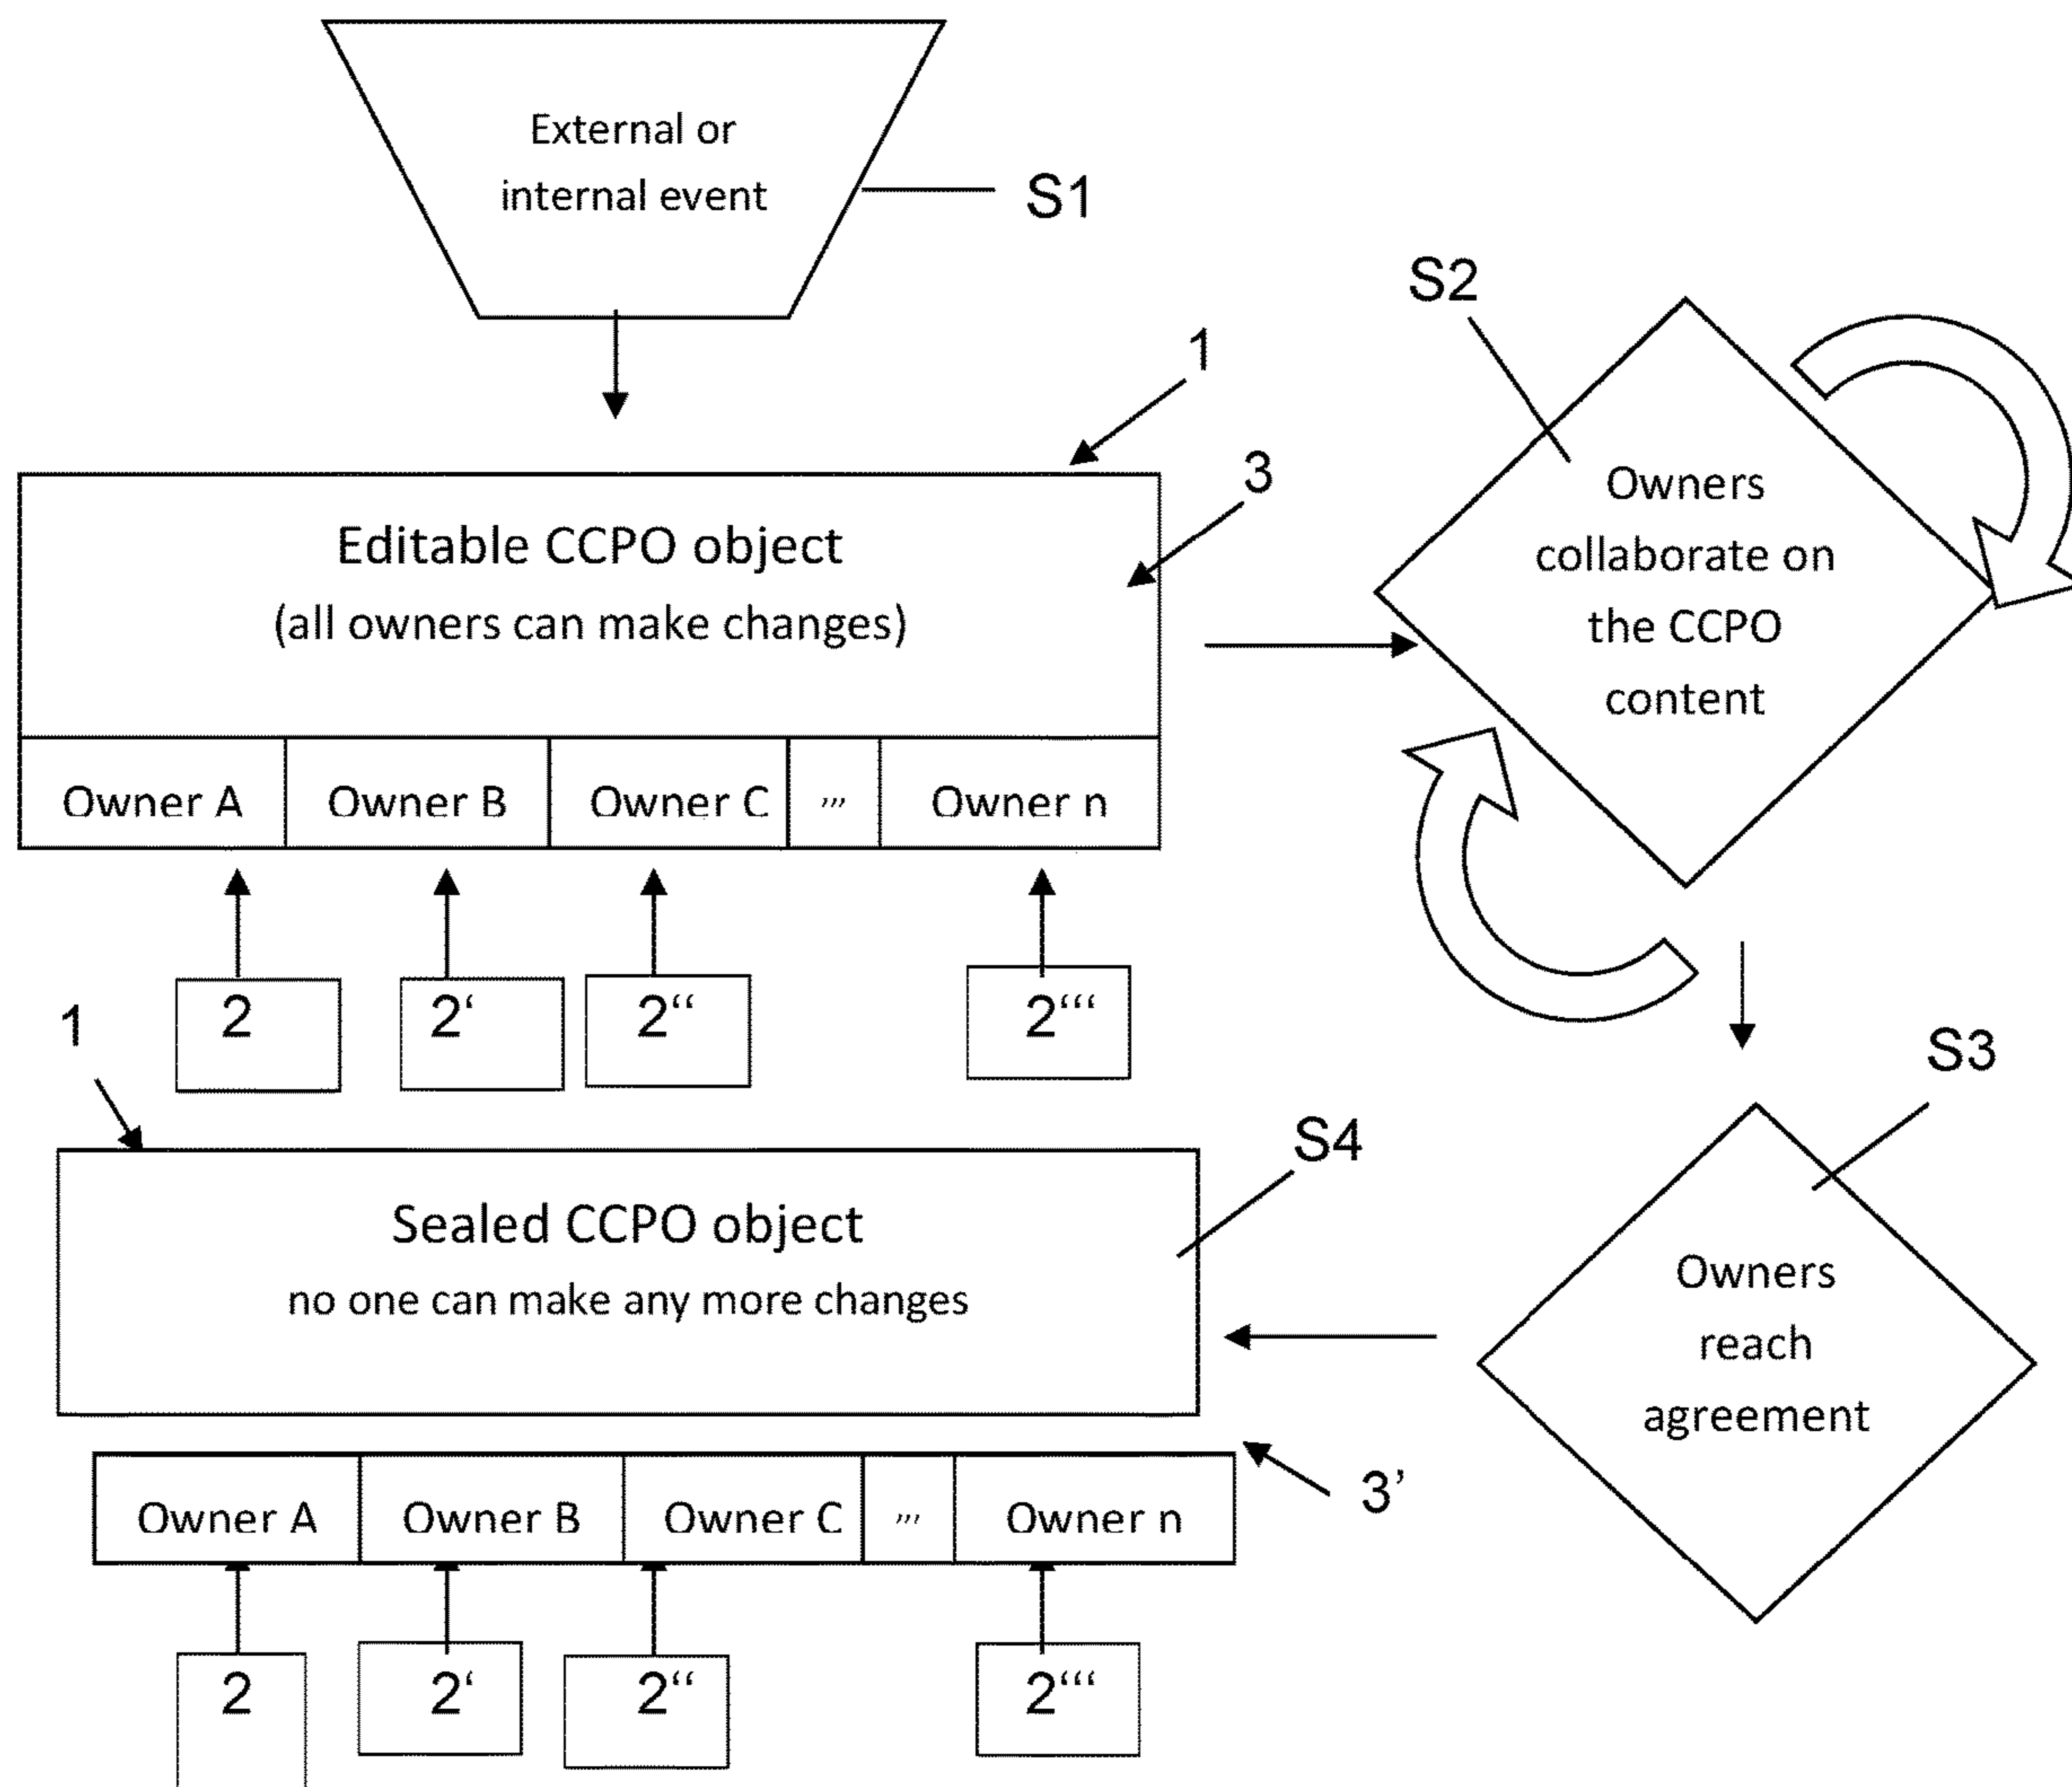 External or
internal event
S1
S2
1
3
Editable CCPO object
(all owners can make changes)
Owners
collaborate on
the CCPO
content
Owner A
Owner B
Owner C
,,,
Owner n
2
2‘
2‘‘
2‘‘‘
1
S3
S4
Sealed CCPO object
no one can make any more changes
Owners
reach
agreement
3’
Owner A
Owner B
Owner C
,,,
Owner n
2
2‘
2‘‘
2‘‘‘